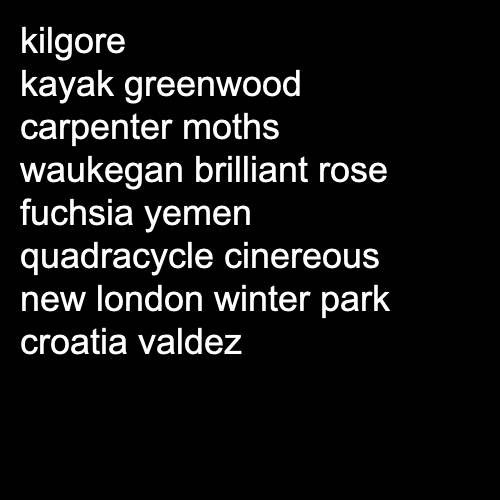 kilgore
kayak greenwood
carpenter moths
waukegan brilliant rose
fuchsia yemen
quadracycle cinereous
new london winter park
croatia valdez